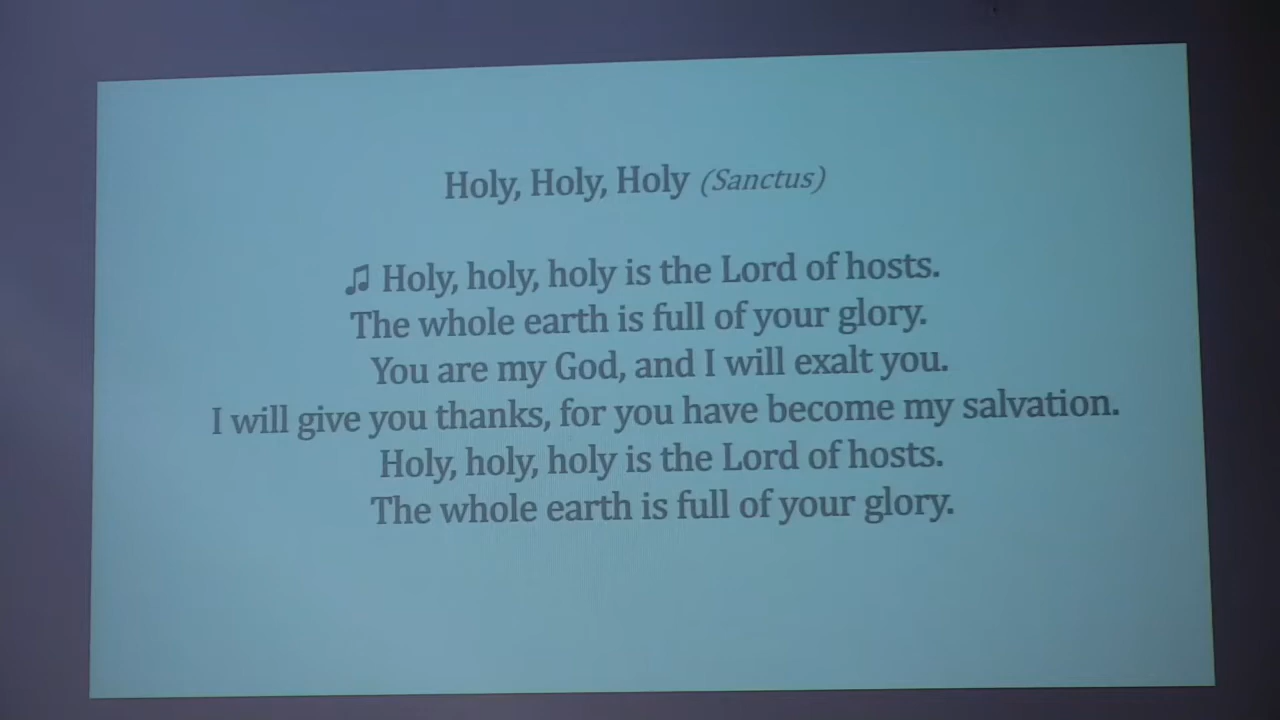 Holy, Holy, Holy (Sanctus)
♫ Holy, holy, holy is the Lord of hosts.
The whole earth is full of your glory.
You are my God, and I will exalt you.
I will give you thanks, for you have become my salvation.
Holy, holy, holy is the Lord of hosts.
The whole earth is full of your glory.